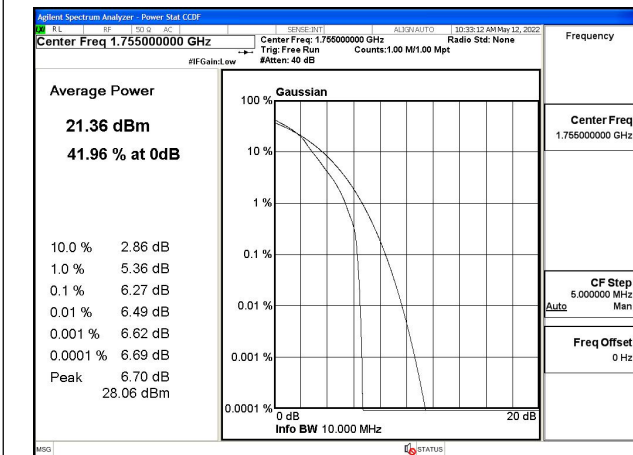 Agilent Spectrum Analyzer - Power Stat CCDF
RL RF 50 Ω AC SENSE:INT ALIGN AUTO 10:33:12 AM May 12, 2022
Center Freq 1.755000000 GHz
Center Freq: 1.755000000 GHz Radio Std: None
Trig: Free Run Counts:1.00 M/1.00 Mpt
#IFGain:Low #Atten: 40 dB
Frequency
Average Power
21.36 dBm
41.96 % at 0dB
10.0 % 2.86 dB
1.0 % 5.36 dB
0.1 % 6.27 dB
0.01 % 6.49 dB
0.001 % 6.62 dB
0.0001 % 6.69 dB
Peak 6.70 dB
28.06 dBm
Gaussian
100 %
10 %
1 %
0.1 %
0.01 %
0.001 %
0.0001 %
0 dB 20 dB
Info BW 10.000 MHz
Center Freq
1.755000000 GHz
CF Step
5.000000 MHz
Auto Man
Freq Offset
0 Hz
MSG STATUS